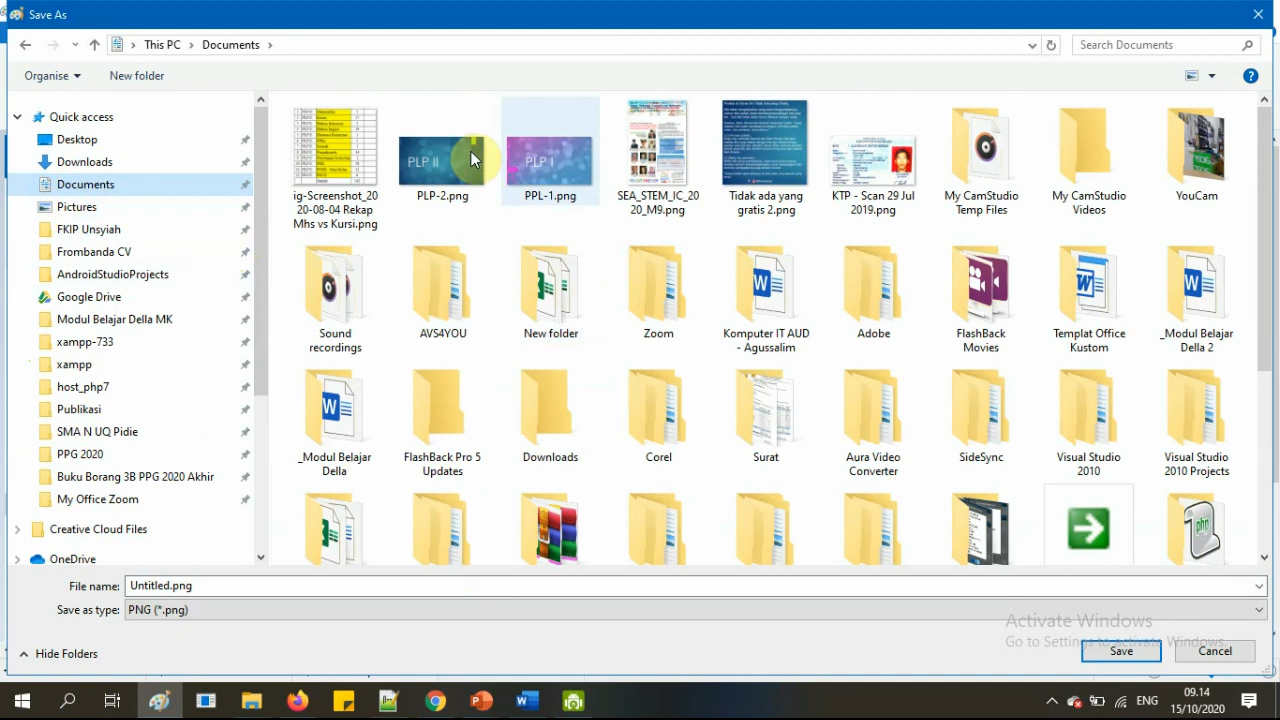 Save As
This PC > Documents >
Search Documents
Organise
New folder
Quick access
Desktop
Downloads
Documents
Pictures
FKIP Unsyiah
Frombanda CV
AndroidStudioProjects
Google Drive
Modul Belajar Della MK
xampp-733
xampp
host_php7
Publikasi
SMA N UQ Pidie
PPG 2020
Buku Borang 3B PPG 2020 Akhir
My Office Zoom
Creative Cloud Files
OneDrive
PLP II
ig-Screenshot_20
20-08-04 Rekap
Mhs vs Kursi.png
PLP-2.png
PPL-1.png
SEA_STEM_IC_20
20_M9.png
Tidak ada yang
gratis 2.png
KTP - Scan 29 Jul
2019.png
My CamStudio
Temp Files
My CamStudio
Videos
YouCam
Sound
recordings
AVS4YOU
New folder
Zoom
Komputer IT AUD
- Agussalim
Adobe
FlashBack
Movies
Templat Office
Kustom
_Modul Belajar
Della 2
_Modul Belajar
Della
FlashBack Pro 5
Updates
Downloads
Corel
Surat
Aura Video
Converter
SideSync
Visual Studio
2010
Visual Studio
2010 Projects
php
File name:
Untitled.png
Save as type:
PNG (*.png)
Activate Windows
Go to Settings to activate Windows.
Hide Folders
Save
Cancel
ENG
09.14
15/10/2020